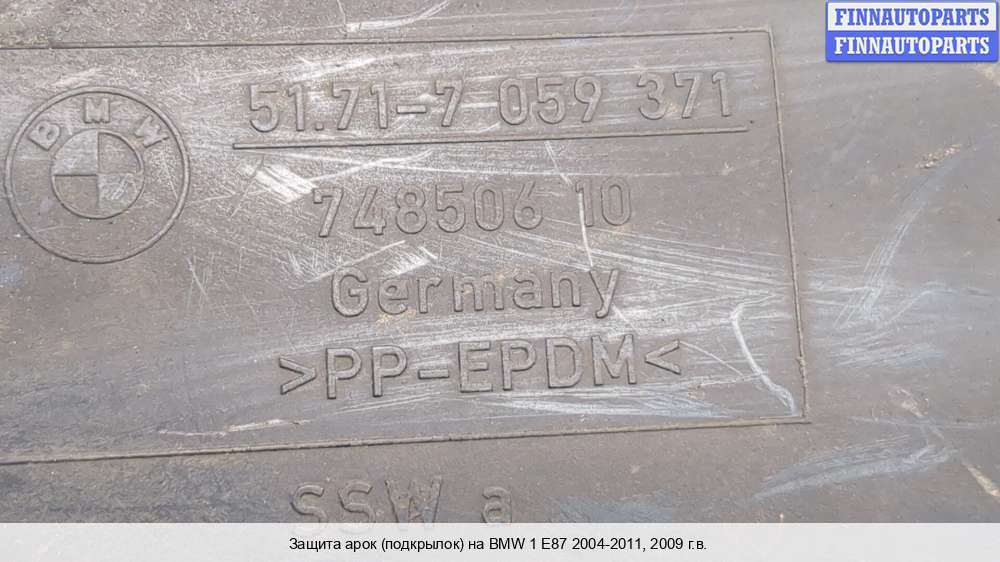 FINNAUTOPARTS
FINNAUTOPARTS
BMW
51.71-7 059 371
748506 10
Germany
>PP-EPDM<
SSW a
Защита арок (подкрылок) на BMW 1 E87 2004-2011, 2009 г.в.